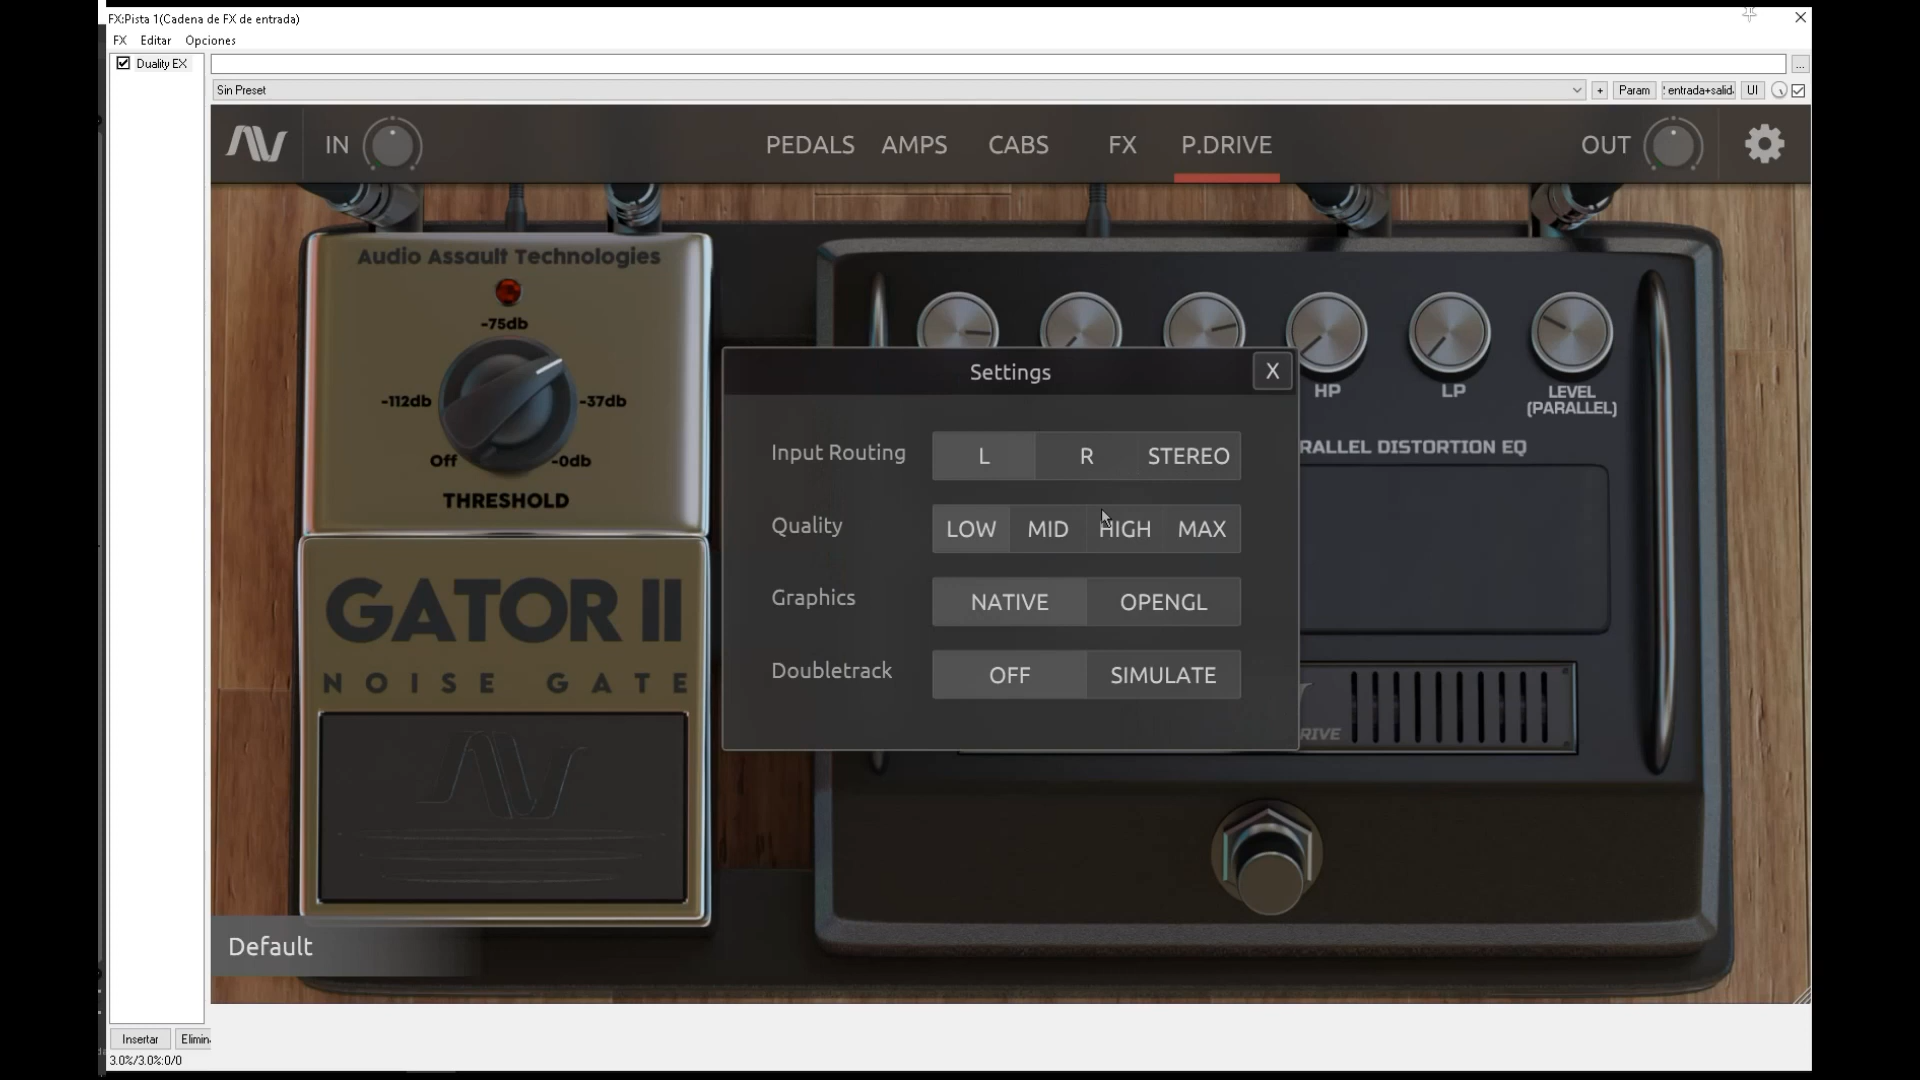 FX:Pista 1(Cadena de FX de entrada)
FX Editar Opciones
Duality EX
...
Sin Preset
+ Param entrada+salid UI
IN PEDALS AMPS CABS FX P.DRIVE OUT
Audio Assault Technologies
-75db
-112db -37db
Off -0db
THRESHOLD
GATOR II
NOISE GATE
HP LP LEVEL
(PARALLEL)
RALLEL DISTORTION EQ
RIVE
Settings X
Input Routing L R STEREO
Quality LOW MID HIGH MAX
Graphics NATIVE OPENGL
Doubletrack OFF SIMULATE
Default
Insertar Elimin
3.0%/3.0%:0/0